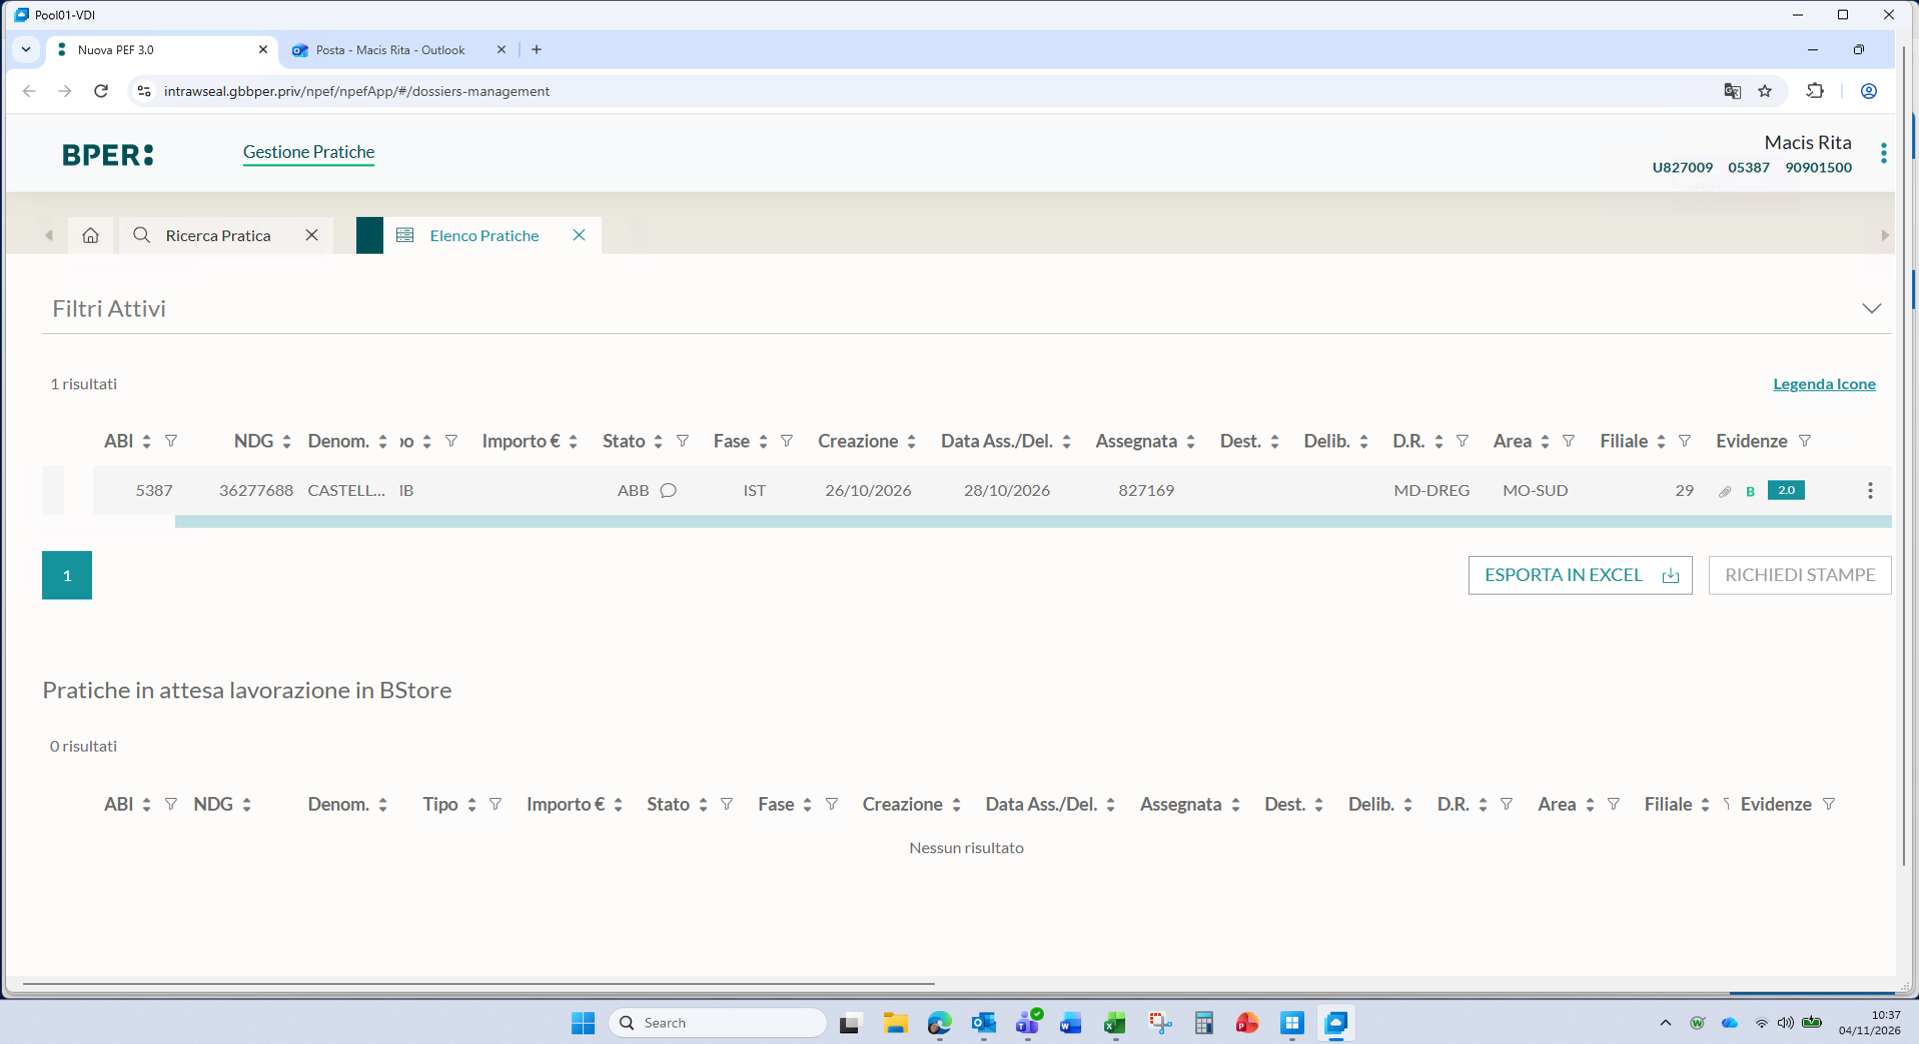 Pool01-VDI
Nuova PEF 3.0
Posta - Macis Rita - Outlook
intrawseal.gbbper.priv/npef/npefApp/#/dossiers-management
BPER:
Gestione Pratiche
Macis Rita
U827009 05387 90901500
Ricerca Pratica
Elenco Pratiche
Filtri Attivi
1 risultati
Legenda Icone
ABI NDG Denom. po Importo € Stato Fase Creazione Data Ass./Del. Assegnata Dest. Delib. D.R. Area Filiale Evidenze
5387 36277688 CASTELL... IB ABB IST 26/10/2026 28/10/2026 827169 MD-DREG MO-SUD 29 B 2.0
1
ESPORTA IN EXCEL
RICHIEDI STAMPE
Pratiche in attesa lavorazione in BStore
0 risultati
ABI NDG Denom. Tipo Importo € Stato Fase Creazione Data Ass./Del. Assegnata Dest. Delib. D.R. Area Filiale Evidenze
Nessun risultato
Search
10:37
04/11/2026